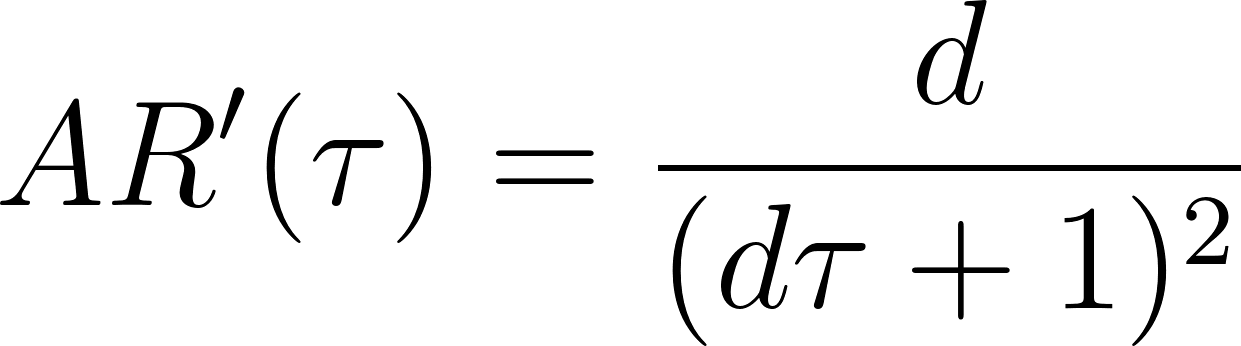 AR′(τ) = d / (dτ + 1)²